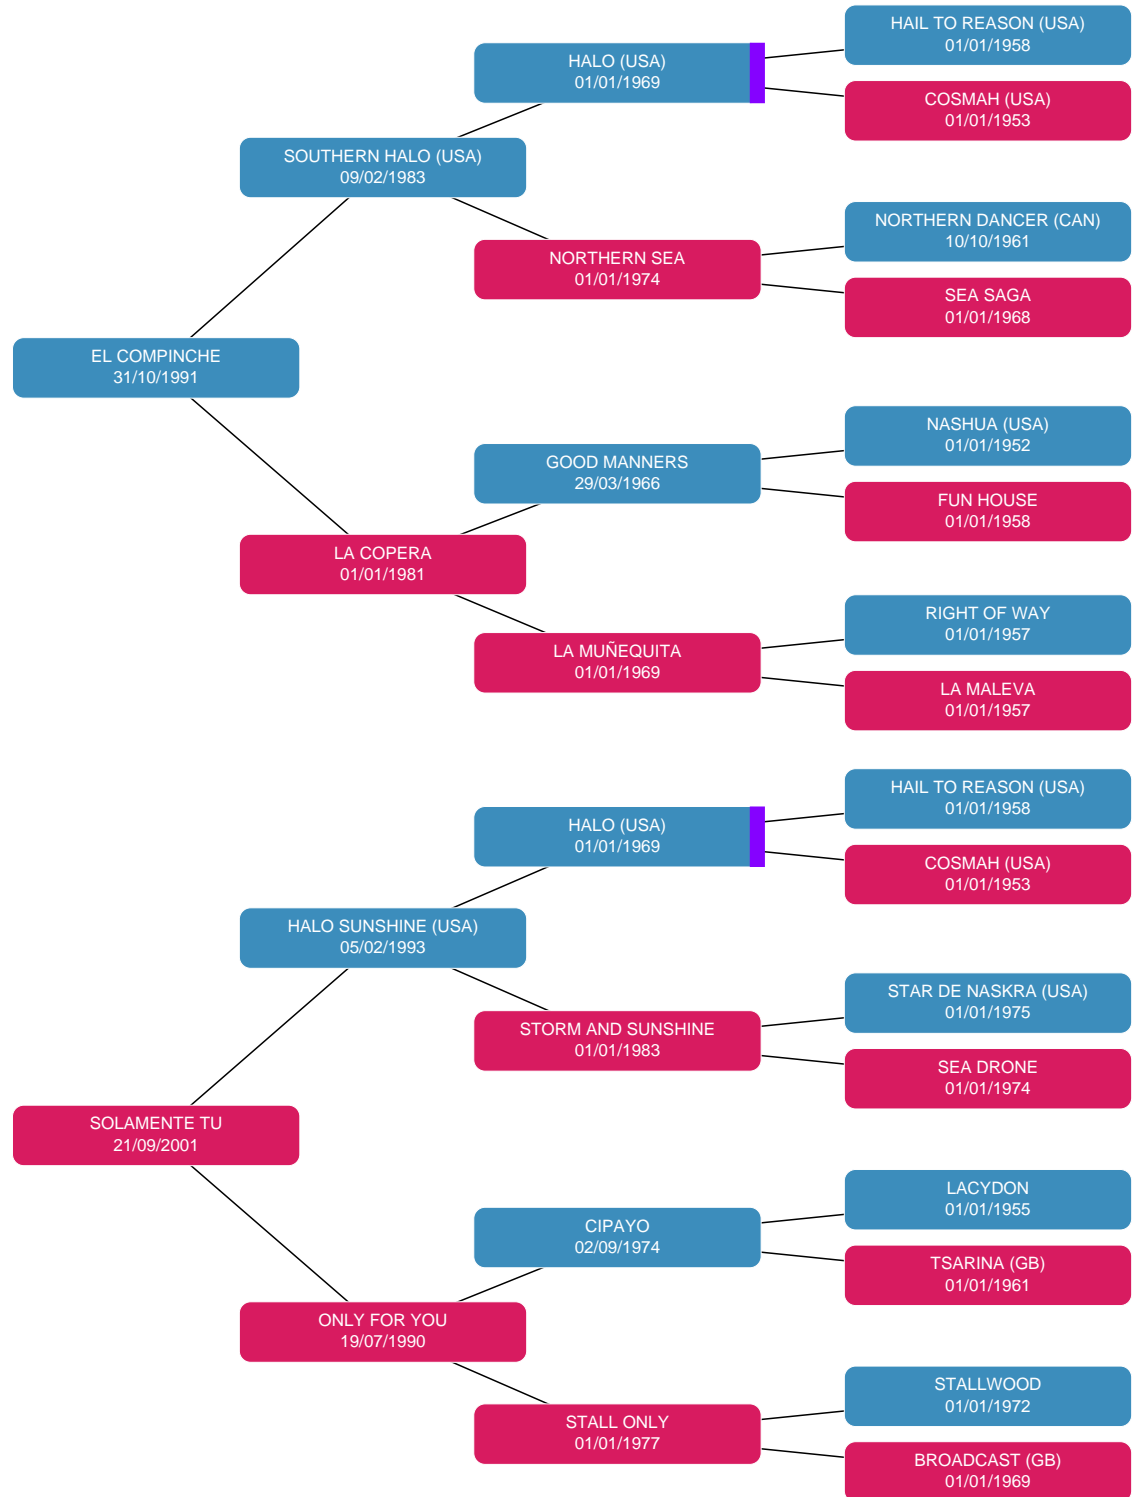 HAIL TO REASON (USA)
01/01/1958
HALO (USA)
01/01/1969
COSMAH (USA)
01/01/1953
SOUTHERN HALO (USA)
09/02/1983
NORTHERN DANCER (CAN)
10/10/1961
NORTHERN SEA
01/01/1974
SEA SAGA
01/01/1968
EL COMPINCHE
31/10/1991
NASHUA (USA)
01/01/1952
GOOD MANNERS
29/03/1966
FUN HOUSE
01/01/1958
LA COPERA
01/01/1981
RIGHT OF WAY
01/01/1957
LA MUÑEQUITA
01/01/1969
LA MALEVA
01/01/1957
HAIL TO REASON (USA)
01/01/1958
HALO (USA)
01/01/1969
COSMAH (USA)
01/01/1953
HALO SUNSHINE (USA)
05/02/1993
STAR DE NASKRA (USA)
01/01/1975
STORM AND SUNSHINE
01/01/1983
SEA DRONE
01/01/1974
SOLAMENTE TU
21/09/2001
LACYDON
01/01/1955
CIPAYO
02/09/1974
TSARINA (GB)
01/01/1961
ONLY FOR YOU
19/07/1990
STALLWOOD
01/01/1972
STALL ONLY
01/01/1977
BROADCAST (GB)
01/01/1969